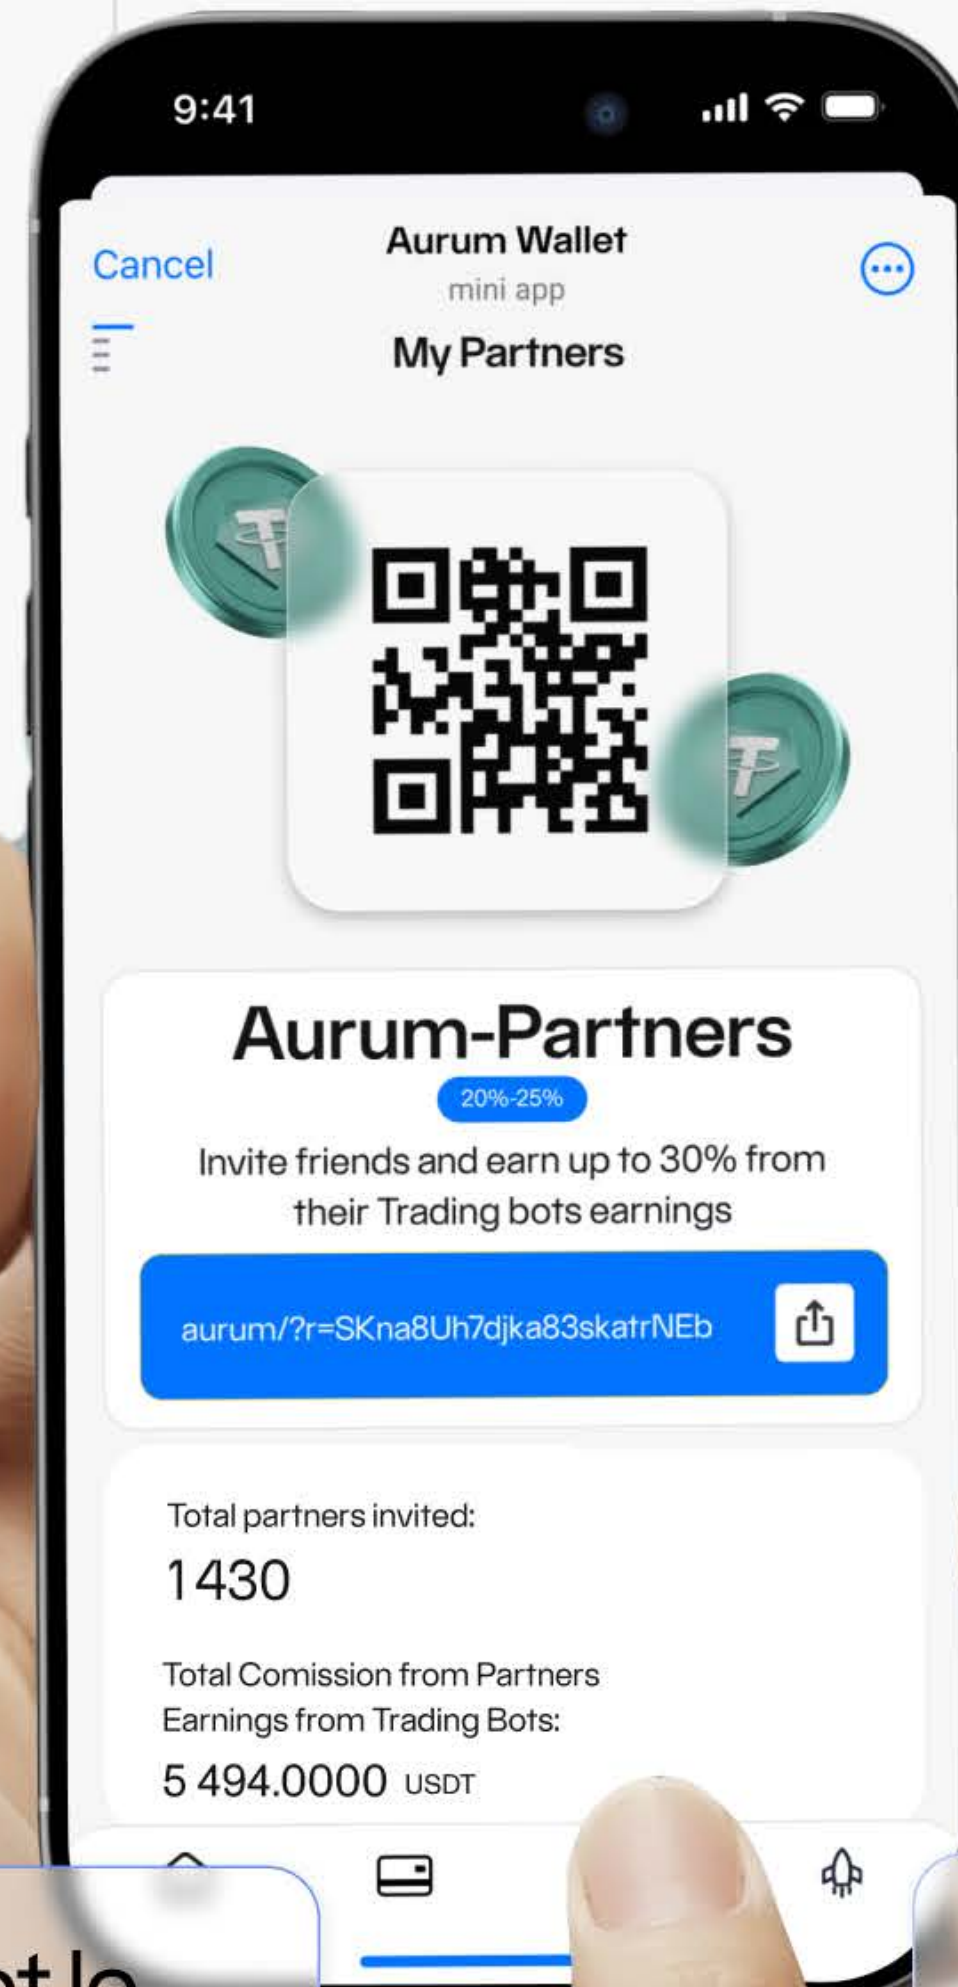 9:41
Cancel
Aurum Wallet
mini app
My Partners
Aurum-Partners
20%-25%
Invite friends and earn up to 30% from
their Trading bots earnings
aurum/?r=SKna8Uh7djka83skatrNEb
Total partners invited:
1430
Total Comission from Partners
Earnings from Trading Bots:
5 494.0000 USDT